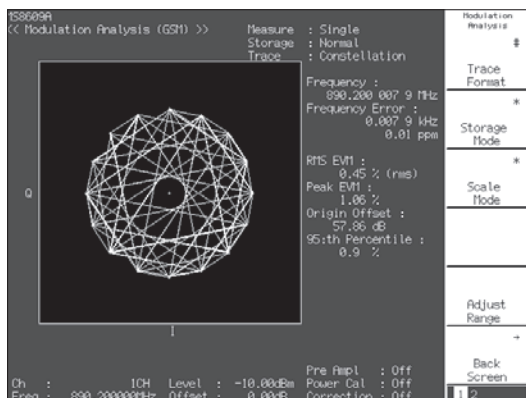 MS8609A
<< Modulation Analysis (GSM) >>
Measure : Single
Storage : Normal
Trace : Constellation
Frequency :
890.200 007 9 MHz
Frequency Error :
0.007 9 kHz
0.01 ppm
RMS EVM :
0.45 % (rms)
Peak EVM :
1.06 %
Origin Offset :
57.86 dB
95:th Percentile :
0.9 %
Q
I
Pre Ampl : Off
Ch : 1CH Level : -10.00dBm Power Cal : Off
Freq : 890.200000MHz Offset : 0.00dB Correction : Off
Modulation
Analysis
#
Trace
Format
*
Storage
Mode
*
Scale
Mode
Adjust
Range
→
Back
Screen
1 2